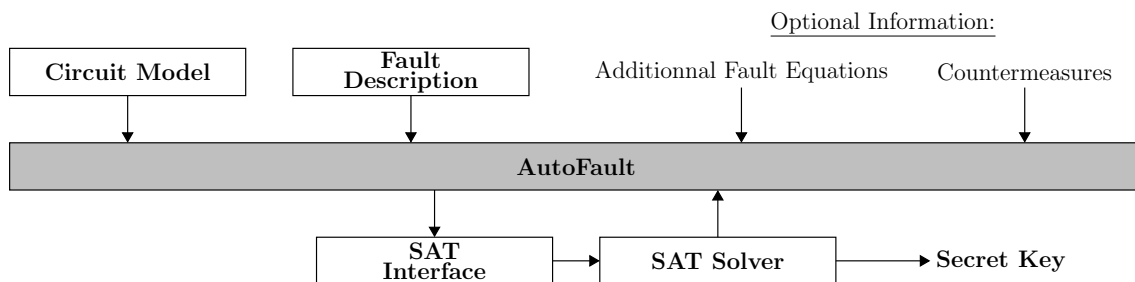 Optional Information:
Circuit Model
Fault
Description
Additionnal Fault Equations
Countermeasures
AutoFault
SAT
Interface
SAT Solver
Secret Key